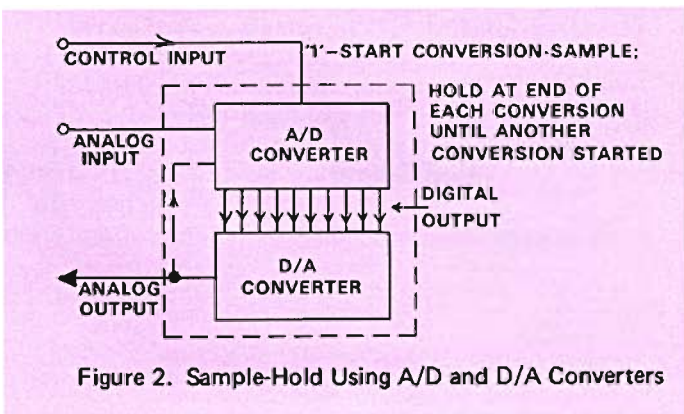 CONTROL INPUT
'1'–START CONVERSION-SAMPLE;
HOLD AT END OF
EACH CONVERSION
UNTIL ANOTHER
CONVERSION STARTED
ANALOG
INPUT
A/D
CONVERTER
DIGITAL
OUTPUT
D/A
CONVERTER
ANALOG
OUTPUT
Figure 2. Sample-Hold Using A/D and D/A Converters